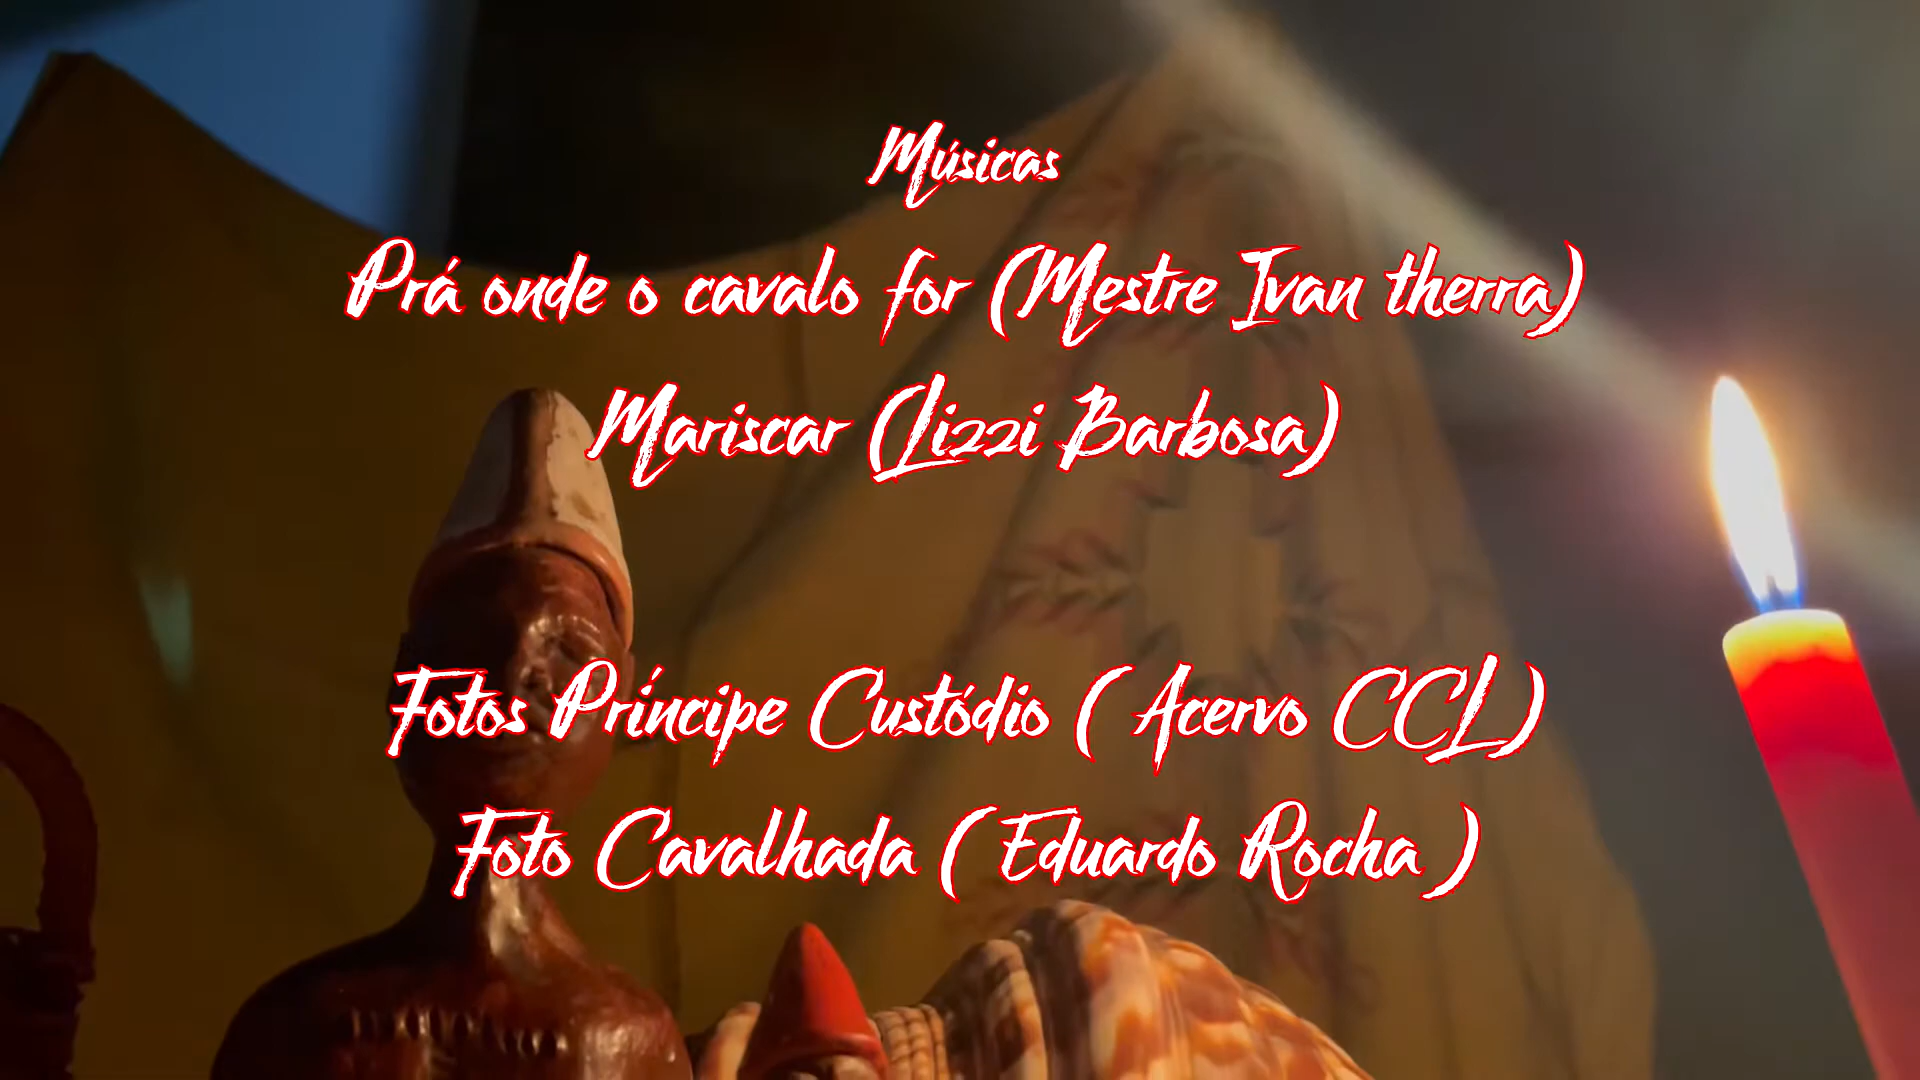 Músicas
Prá onde o cavalo for (Mestre Ivan therra)
Mariscar (Lizzi Barbosa)
Fotos Príncipe Custódio ( Acervo CCL)
Foto Cavalhada ( Eduardo Rocha )